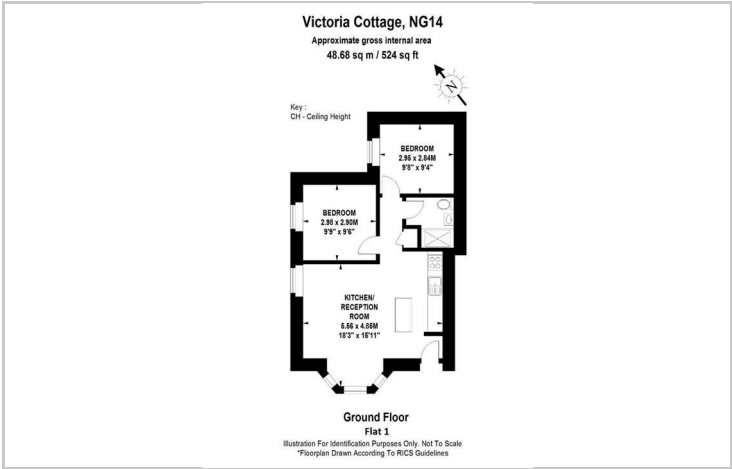 Victoria Cottage, NG14
Approximate gross internal area
48.68 sq m / 524 sq ft
N
Key :
CH - Ceiling Height
BEDROOM
2.95 x 2.84M
9'8" x 9'4"
BEDROOM
2.98 x 2.90M
9'9" x 9'6"
KITCHEN/
RECEPTION
ROOM
5.56 x 4.85M
18'3" x 15'11"
Ground Floor
Flat 1
Illustration For Identification Purposes Only. Not To Scale
*Floorplan Drawn According To RICS Guidelines